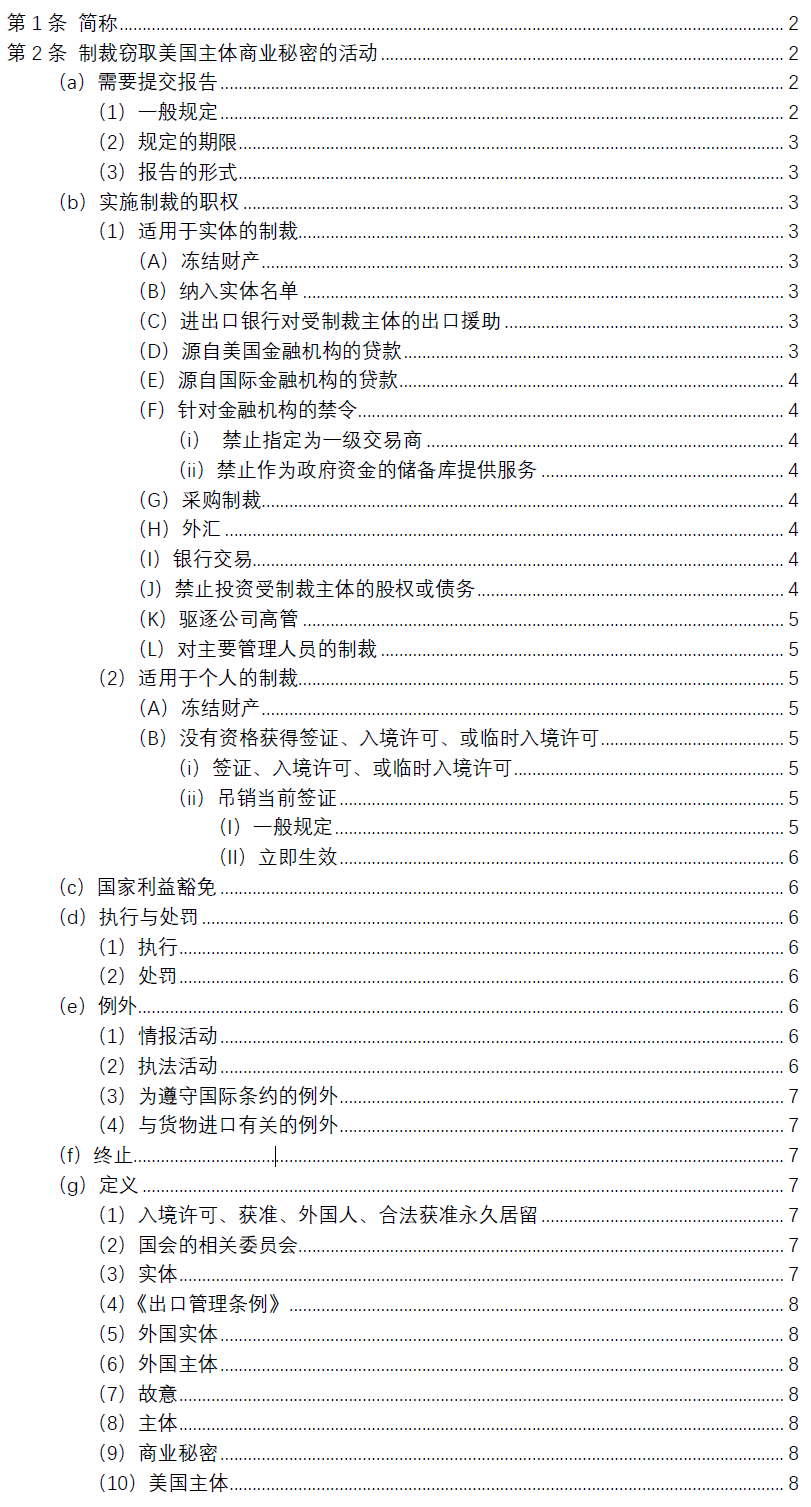 第 1 条 简称 2
第 2 条 制裁窃取美国主体商业秘密的活动 2
（a）需要提交报告 2
（1）一般规定 2
（2）规定的期限 3
（3）报告的形式 3
（b）实施制裁的职权 3
（1）适用于实体的制裁 3
（A）冻结财产 3
（B）纳入实体名单 3
（C）进出口银行对受制裁主体的出口援助 3
（D）源自美国金融机构的贷款 3
（E）源自国际金融机构的贷款 4
（F）针对金融机构的禁令 4
（i） 禁止指定为一级交易商 4
（ii）禁止作为政府资金的储备库提供服务 4
（G）采购制裁 4
（H）外汇 4
（I）银行交易 4
（J）禁止投资受制裁主体的股权或债务 4
（K）驱逐公司高管 5
（L）对主要管理人员的制裁 5
（2）适用于个人的制裁 5
（A）冻结财产 5
（B）没有资格获得签证、入境许可、或临时入境许可 5
（i）签证、入境许可、或临时入境许可 5
（ii）吊销当前签证 5
（I）一般规定 5
（II）立即生效 6
（c）国家利益豁免 6
（d）执行与处罚 6
（1）执行 6
（2）处罚 6
（e）例外 6
（1）情报活动 6
（2）执法活动 6
（3）为遵守国际条约的例外 7
（4）与货物进口有关的例外 7
（f）终止 7
（g）定义 7
（1）入境许可、获准、外国人、合法获准永久居留 7
（2）国会的相关委员会 7
（3）实体 7
（4）《出口管理条例》 8
（5）外国实体 8
（6）外国主体 8
（7）故意 8
（8）主体 8
（9）商业秘密 8
（10）美国主体 8